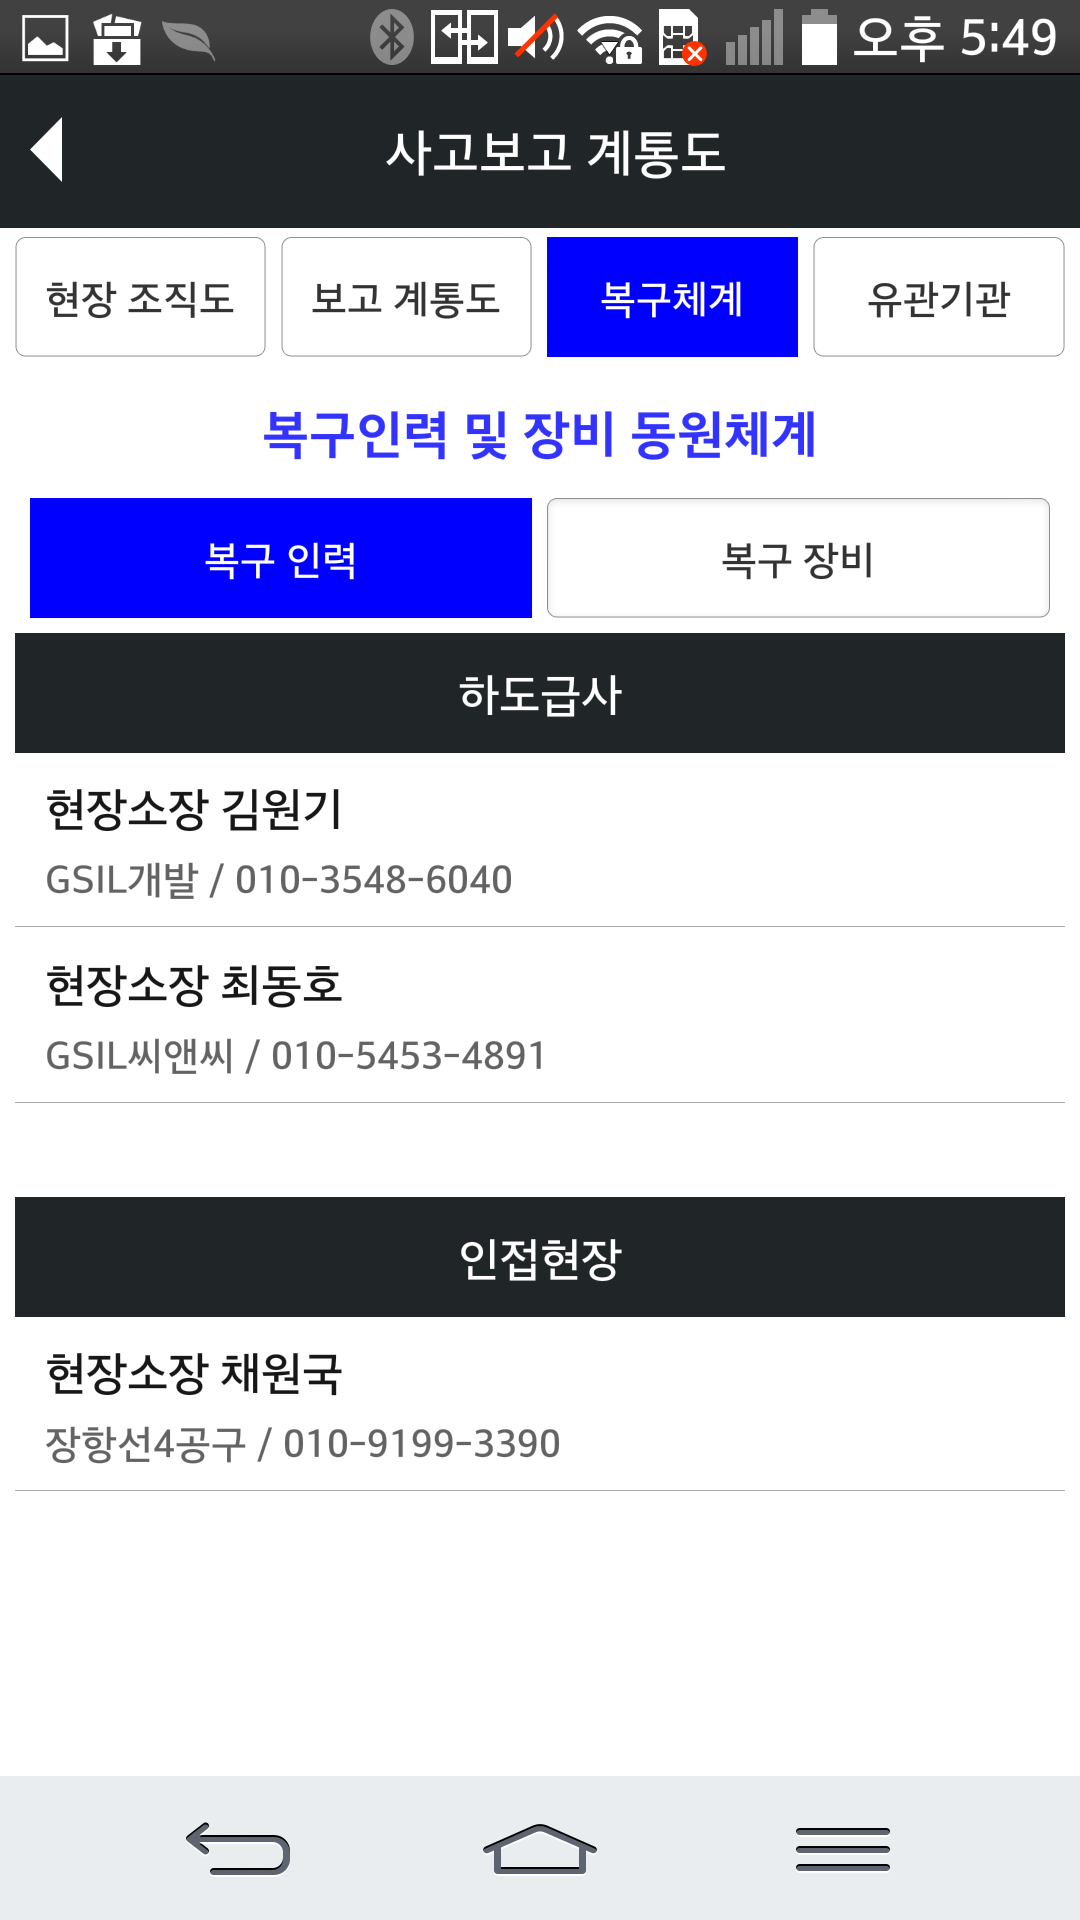 오후 5:49
사고보고 계통도
현장 조직도 보고 계통도 복구체계 유관기관
복구인력 및 장비 동원체계
복구 인력 복구 장비
하도급사
현장소장 김원기
GSIL개발 / 010-3548-6040
현장소장 최동호
GSIL씨앤씨 / 010-5453-4891
인접현장
현장소장 채원국
장항선4공구 / 010-9199-3390